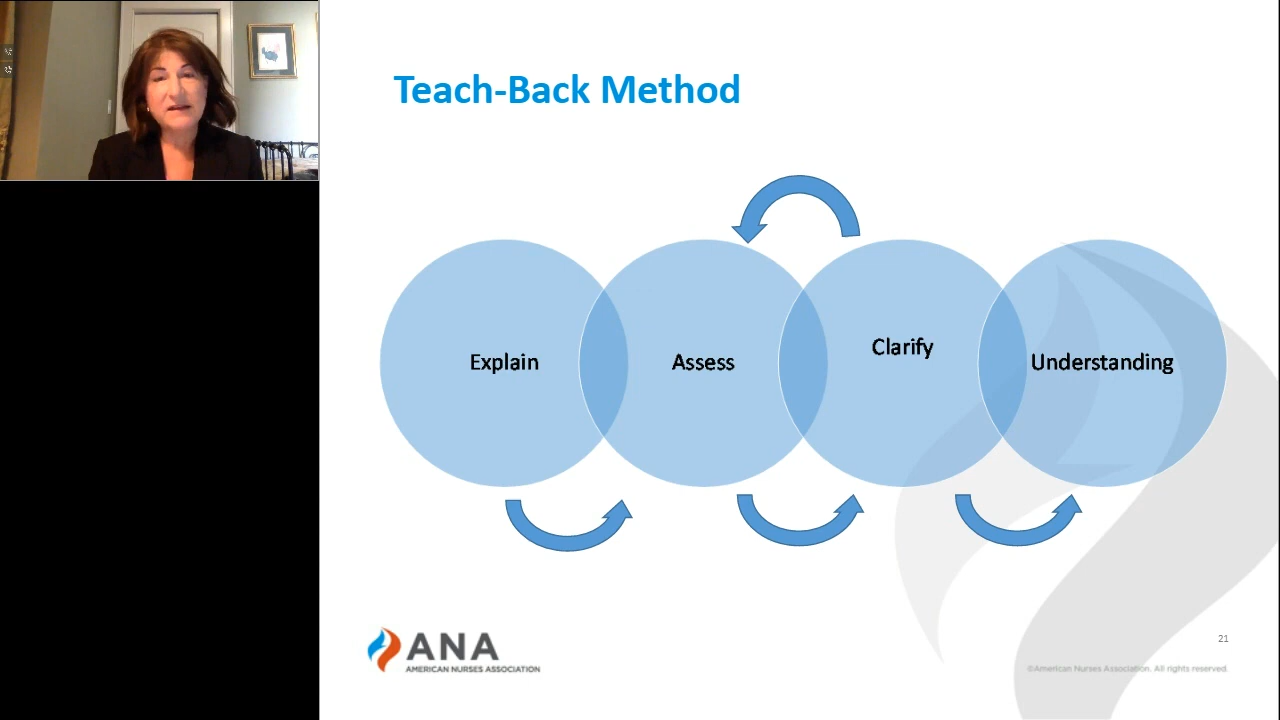 Teach-Back Method
Explain
Assess
Clarify
Understanding
ANA
AMERICAN NURSES ASSOCIATION
21
©American Nurses Association. All rights reserved.